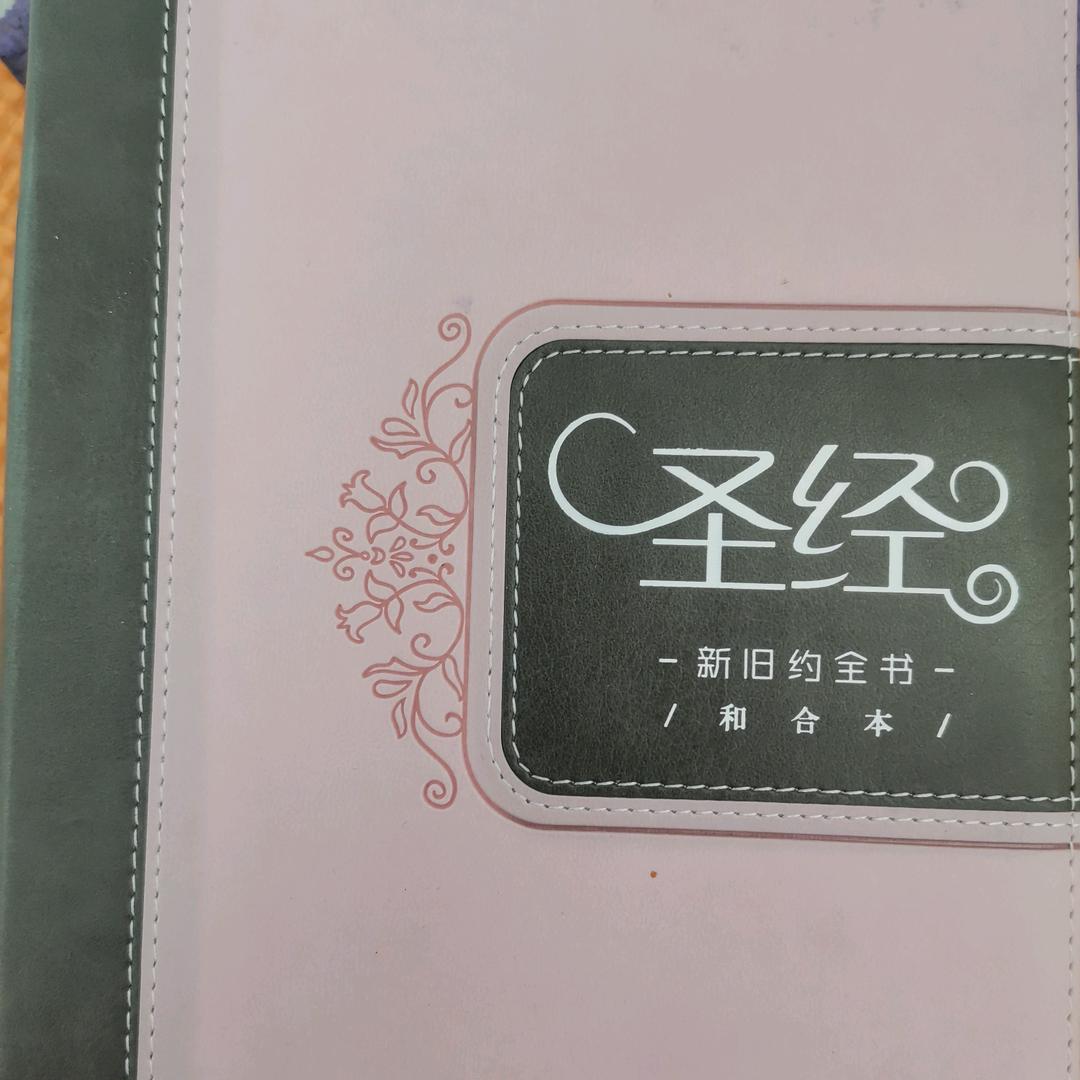 圣经
-新旧约全书-
/ 和合本 /